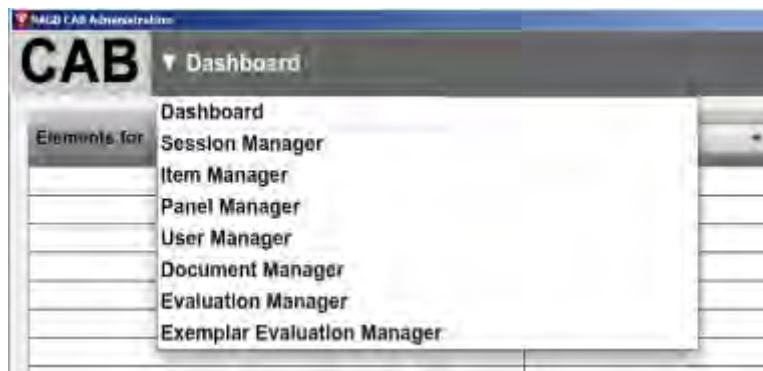 CAB Administration
CAB
▼ Dashboard
Dashboard
Elements for
Session Manager
Item Manager
Panel Manager
User Manager
Document Manager
Evaluation Manager
Exemplar Evaluation Manager